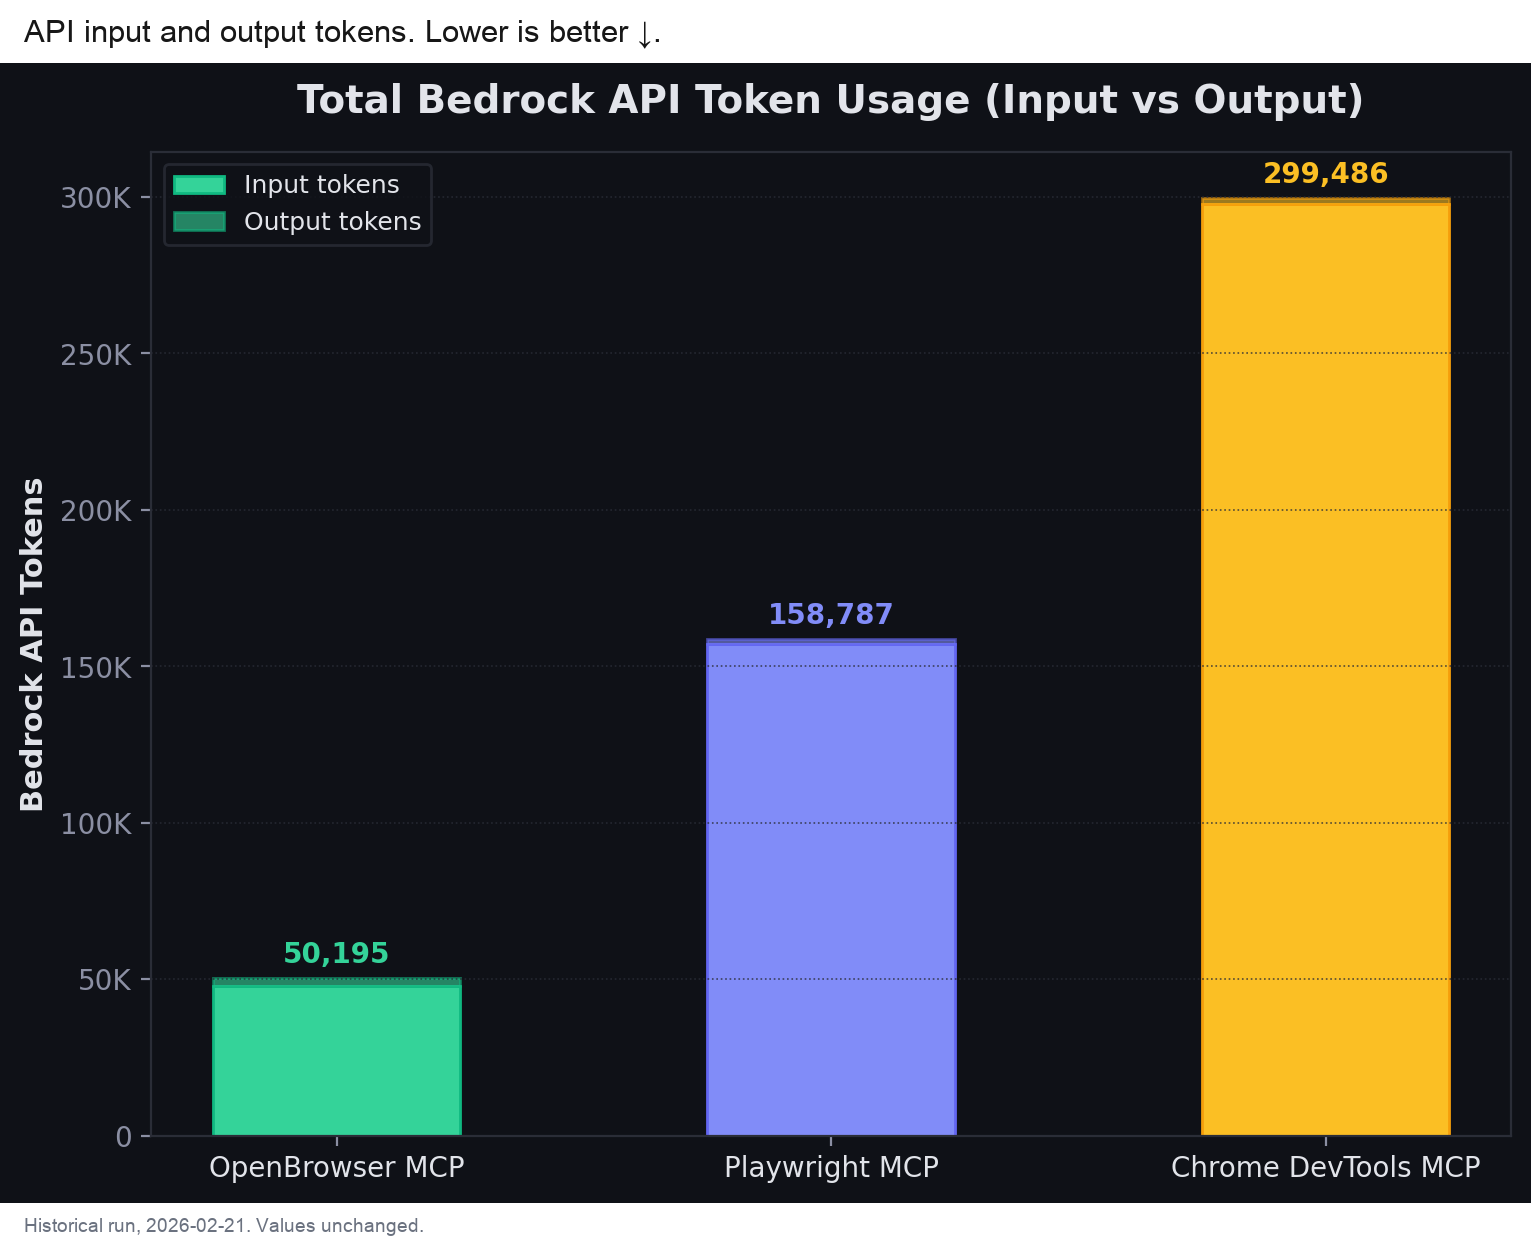 API input and output tokens. Lower is better ↓.
Total Bedrock API Token Usage (Input vs Output)
Input tokens
Output tokens
299,486
158,787
50,195
300K
250K
200K
150K
100K
50K
0
Bedrock API Tokens
OpenBrowser MCP
Playwright MCP
Chrome DevTools MCP
Historical run, 2026-02-21. Values unchanged.